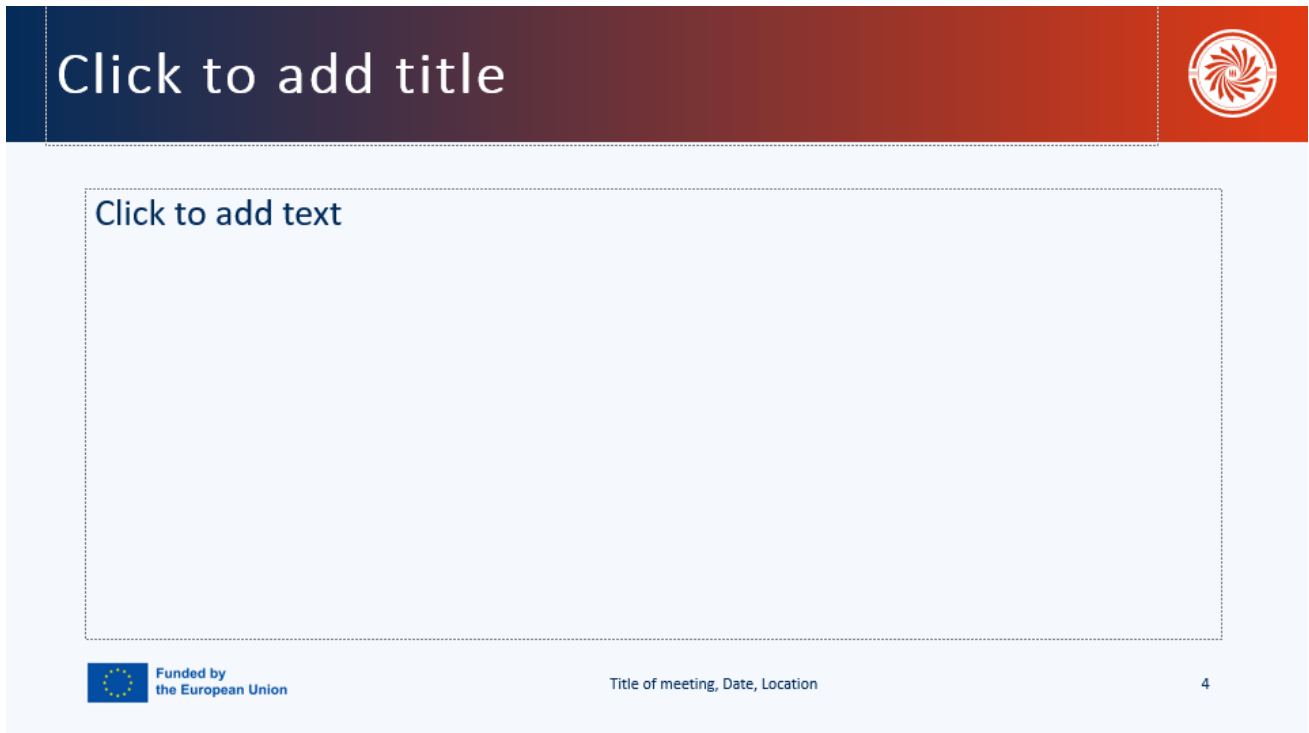 Click to add title
Click to add text
Funded by
the European Union
Title of meeting, Date, Location
4